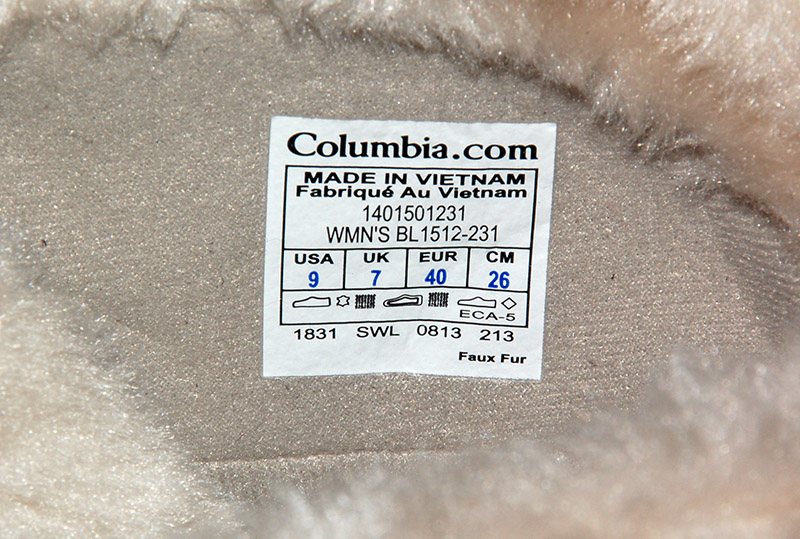 Columbia.com
MADE IN VIETNAM
Fabriqué Au Vietnam
1401501231
WMN'S BL1512-231
USA UK EUR CM
9 7 40 26
ECA-5
1831 SWL 0813 213
Faux Fur